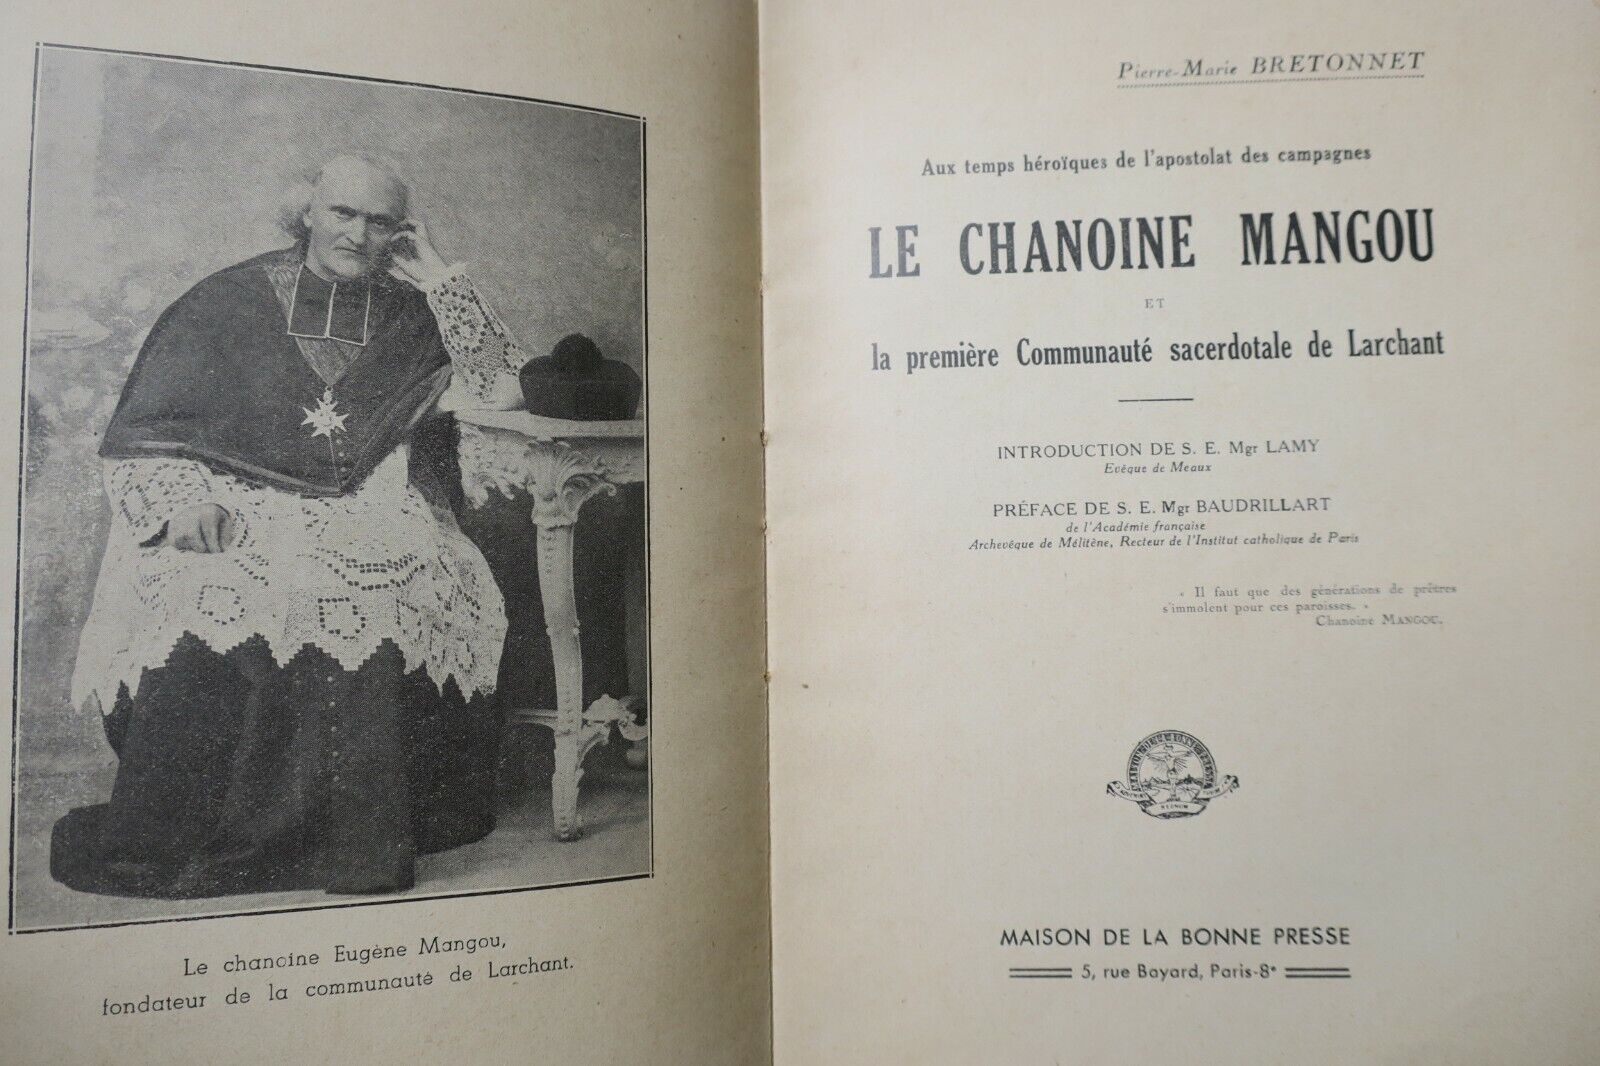 Le chanoine Eugène Mangou,
fondateur de la communauté de Larchant.
Pierre-Marie BRETONNET
Aux temps héroïques de l'apostolat des campagnes
LE CHANOINE MANGOU
ET
la première Communauté sacerdotale de Larchant
INTRODUCTION DE S. E. Mgr LAMY
Evêque de Meaux
PRÉFACE DE S. E. Mgr BAUDRILLART
de l'Académie française
Archevêque de Mélitène, Recteur de l'Institut catholique de Paris
« Il faut que des générations de prêtres
s'immolent pour ces paroisses. »
Chanoine MANGOU.
REGNUM
MAISON DE LA BONNE PRESSE
5, rue Bayard, Paris-8e